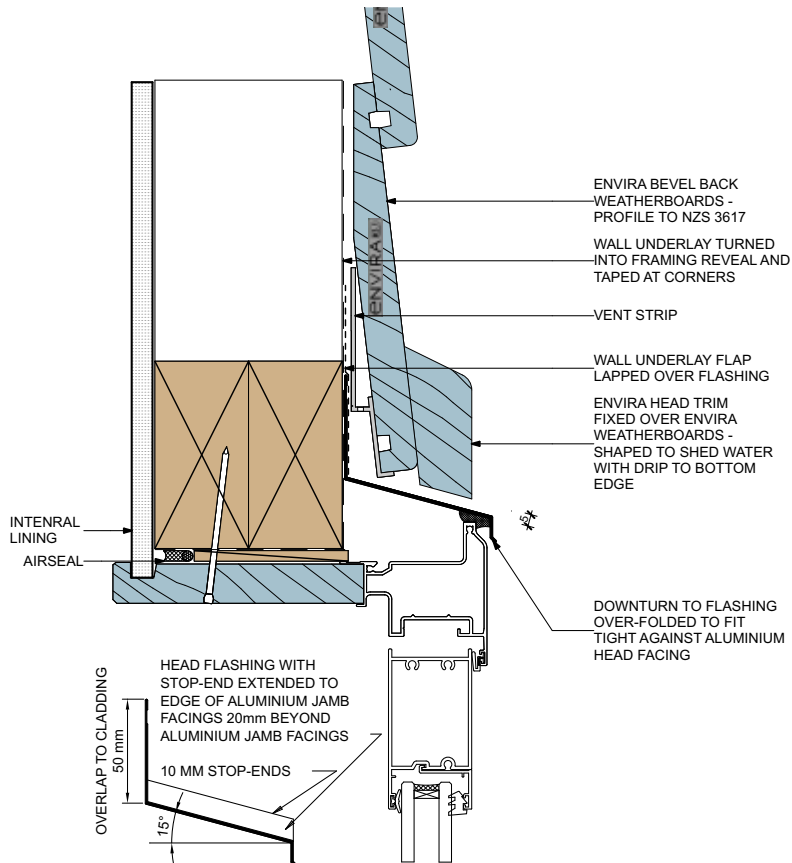 ENVIRA
ENVIRA BEVEL BACK
WEATHERBOARDS -
PROFILE TO NZS 3617
WALL UNDERLAY TURNED
INTO FRAMING REVEAL AND
TAPED AT CORNERS
VENT STRIP
WALL UNDERLAY FLAP
LAPPED OVER FLASHING
ENVIRA HEAD TRIM
FIXED OVER ENVIRA
WEATHERBOARDS -
SHAPED TO SHED WATER
WITH DRIP TO BOTTOM
EDGE
5
INTENRAL
LINING
AIRSEAL
DOWNTURN TO FLASHING
OVER-FOLDED TO FIT
TIGHT AGAINST ALUMINIUM
HEAD FACING
HEAD FLASHING WITH
STOP-END EXTENDED TO
EDGE OF ALUMINIUM JAMB
FACINGS 20mm BEYOND
ALUMINIUM JAMB FACINGS
10 MM STOP-ENDS
OVERLAP TO CLADDING
50 mm
15°